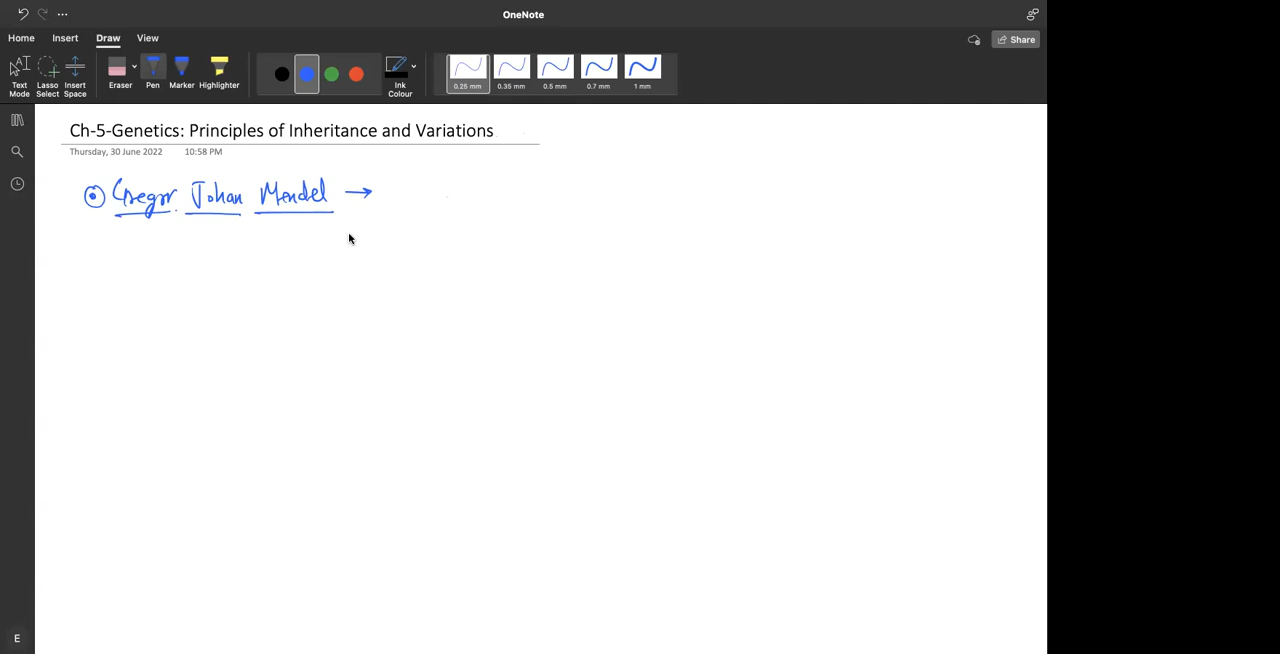 OneNote
Home Insert Draw View
Share
Text Mode
Lasso Select
Insert Space
Eraser
Pen
Marker
Highlighter
Ink Colour
0.25 mm
0.35 mm
0.5 mm
0.7 mm
1 mm
Ch-5-Genetics: Principles of Inheritance and Variations
Thursday, 30 June 2022 10:58 PM
Gregor Johan Mendel →
E